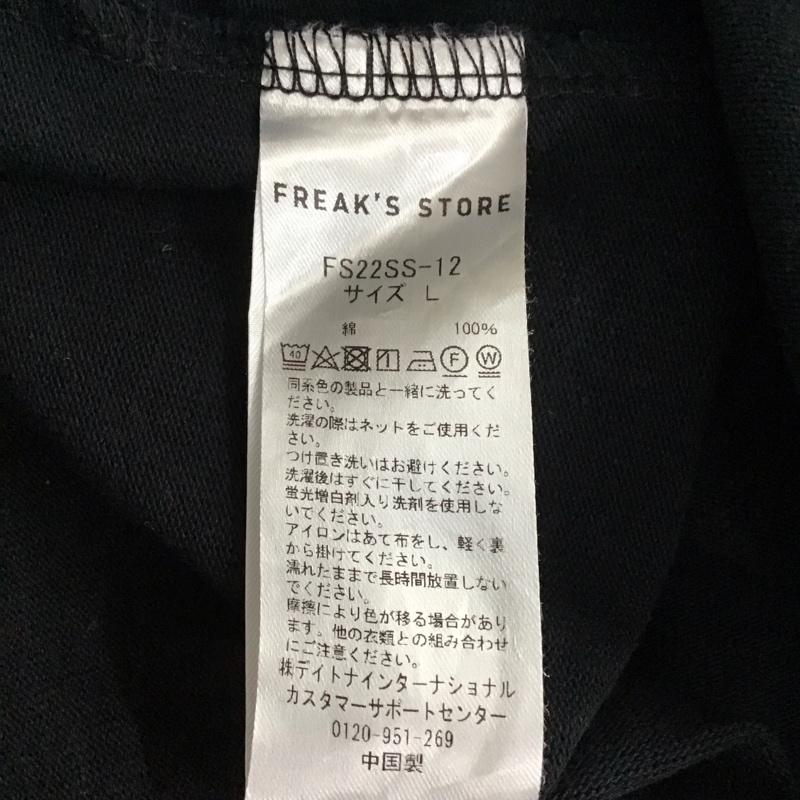 FREAK'S STORE
FS22SS-12
サイズ L
綿 100%
40 F W
同系色の製品と一緒に洗ってく
ださい。
洗濯の際はネットをご使用くだ
さい。
つけ置き洗いはお避けください。
洗濯後はすぐに干してください。
蛍光増白剤入り洗剤を使用しな
いでください。
アイロンはあて布をし、軽く裏
から掛けてください。
濡れたままで長時間放置しない
でください。
摩擦により色が移る場合があり
ます。他の衣類との組み合わせ
にご注意ください。
㈱デイトナインターナショナル
カスタマーサポートセンター
0120-951-269
中国製